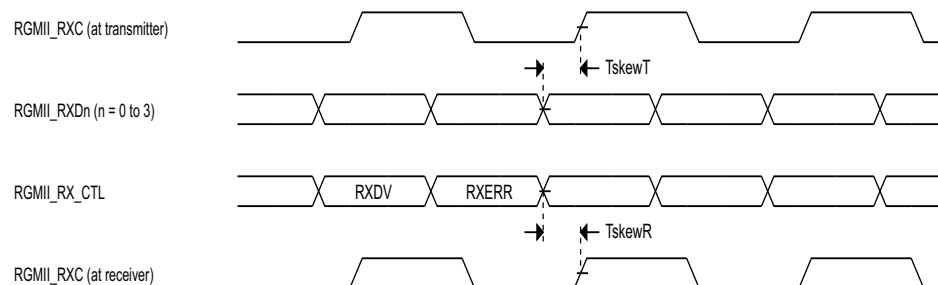 RGMII_RXC (at transmitter)
TskewT
RGMII_RXDn (n = 0 to 3)
RGMII_RX_CTL
RXDV
RXERR
TskewR
RGMII_RXC (at receiver)